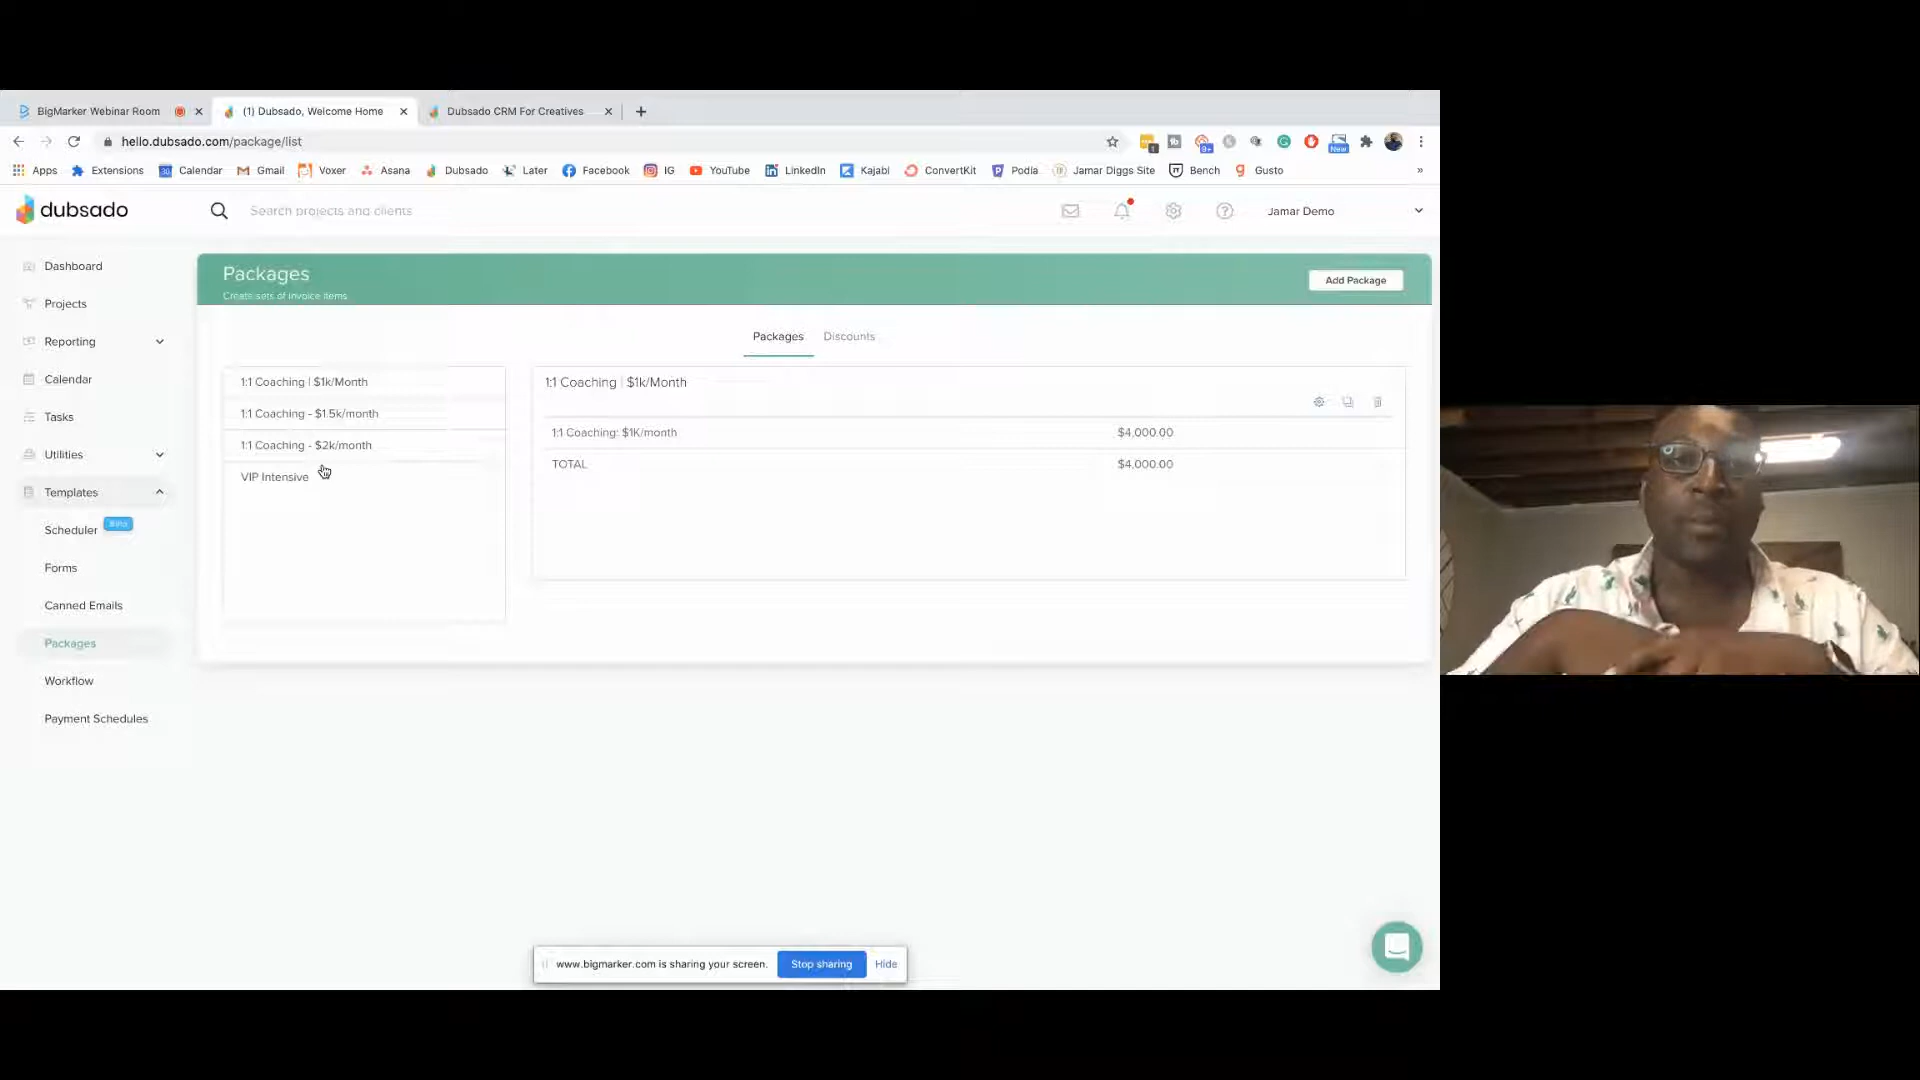 BigMarker Webinar Room
(1) Dubsado, Welcome Home
Dubsado CRM For Creatives
hello.dubsado.com/package/list
New
Apps
Extensions
Calendar
Gmail
Voxer
Asana
Dubsado
Later
Facebook
IG
YouTube
LinkedIn
Kajabi
ConvertKit
Podia
Jamar Diggs Site
Bench
Gusto
»
dubsado
Search projects and clients
Jamar Demo
Dashboard
Projects
Reporting
Calendar
Tasks
Utilities
Templates
Scheduler
Forms
Canned Emails
Packages
Workflow
Payment Schedules
Packages
Create sets of invoice items
Add Package
Packages
Discounts
1:1 Coaching | $1k/Month
1:1 Coaching - $1.5k/month
1:1 Coaching - $2k/month
VIP Intensive
1:1 Coaching | $1k/Month
1:1 Coaching: $1K/month $4,000.00
TOTAL $4,000.00
www.bigmarker.com is sharing your screen.
Stop sharing
Hide